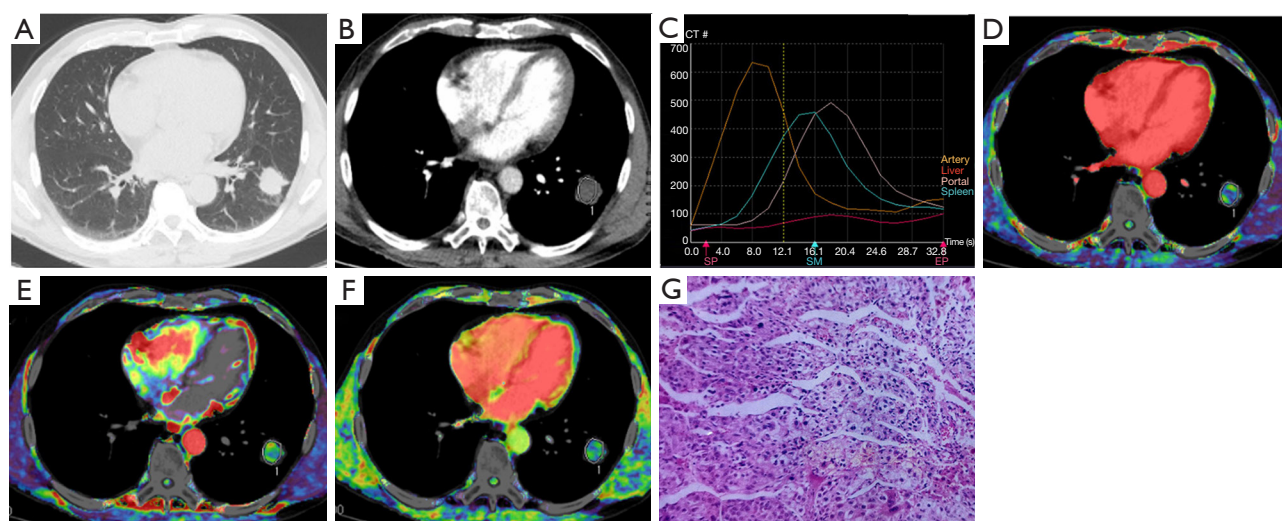 A
B
1
C
CT #
700
600
500
400
300
200
100
0
Artery
Liver
Portal
Spleen
0.0 4.0 8.0 12.1 16.1 20.4 24.6 28.7 32.8
Time (s)
SP SM EP
D
1
E
1
F
1
00
G